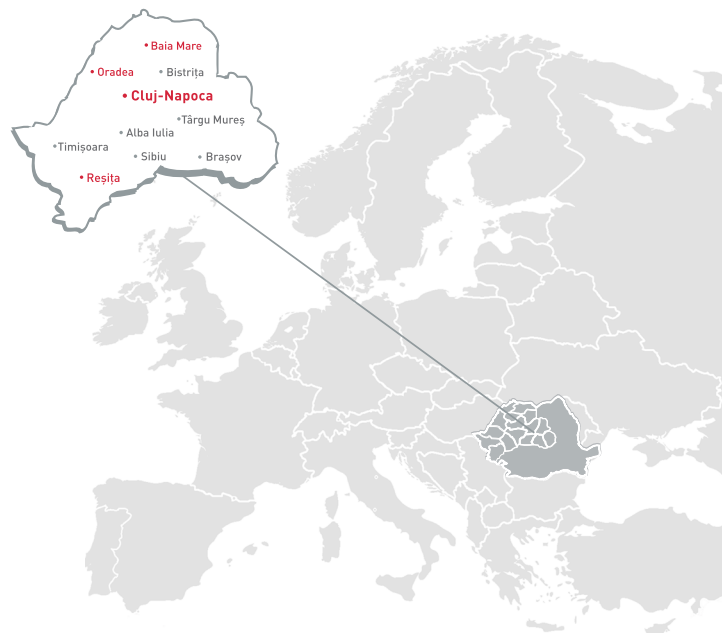 Baia Mare
Oradea
Bistrița
Cluj-Napoca
Târgu Mureș
Alba Iulia
Timișoara
Sibiu
Brașov
Reșița